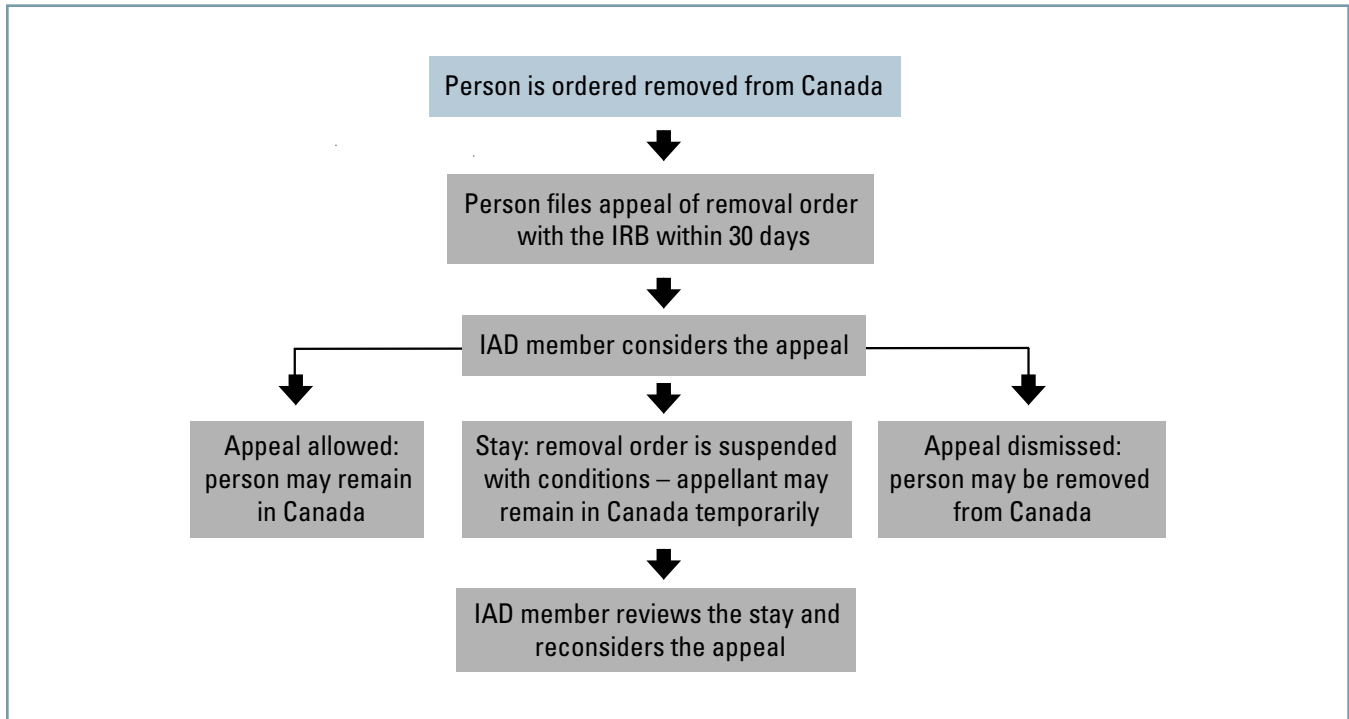 Person is ordered removed from Canada
Person files appeal of removal order
with the IRB within 30 days
IAD member considers the appeal
Appeal allowed:
person may remain
in Canada
Stay: removal order is suspended
with conditions – appellant may
remain in Canada temporarily
Appeal dismissed:
person may be removed
from Canada
IAD member reviews the stay and
reconsiders the appeal